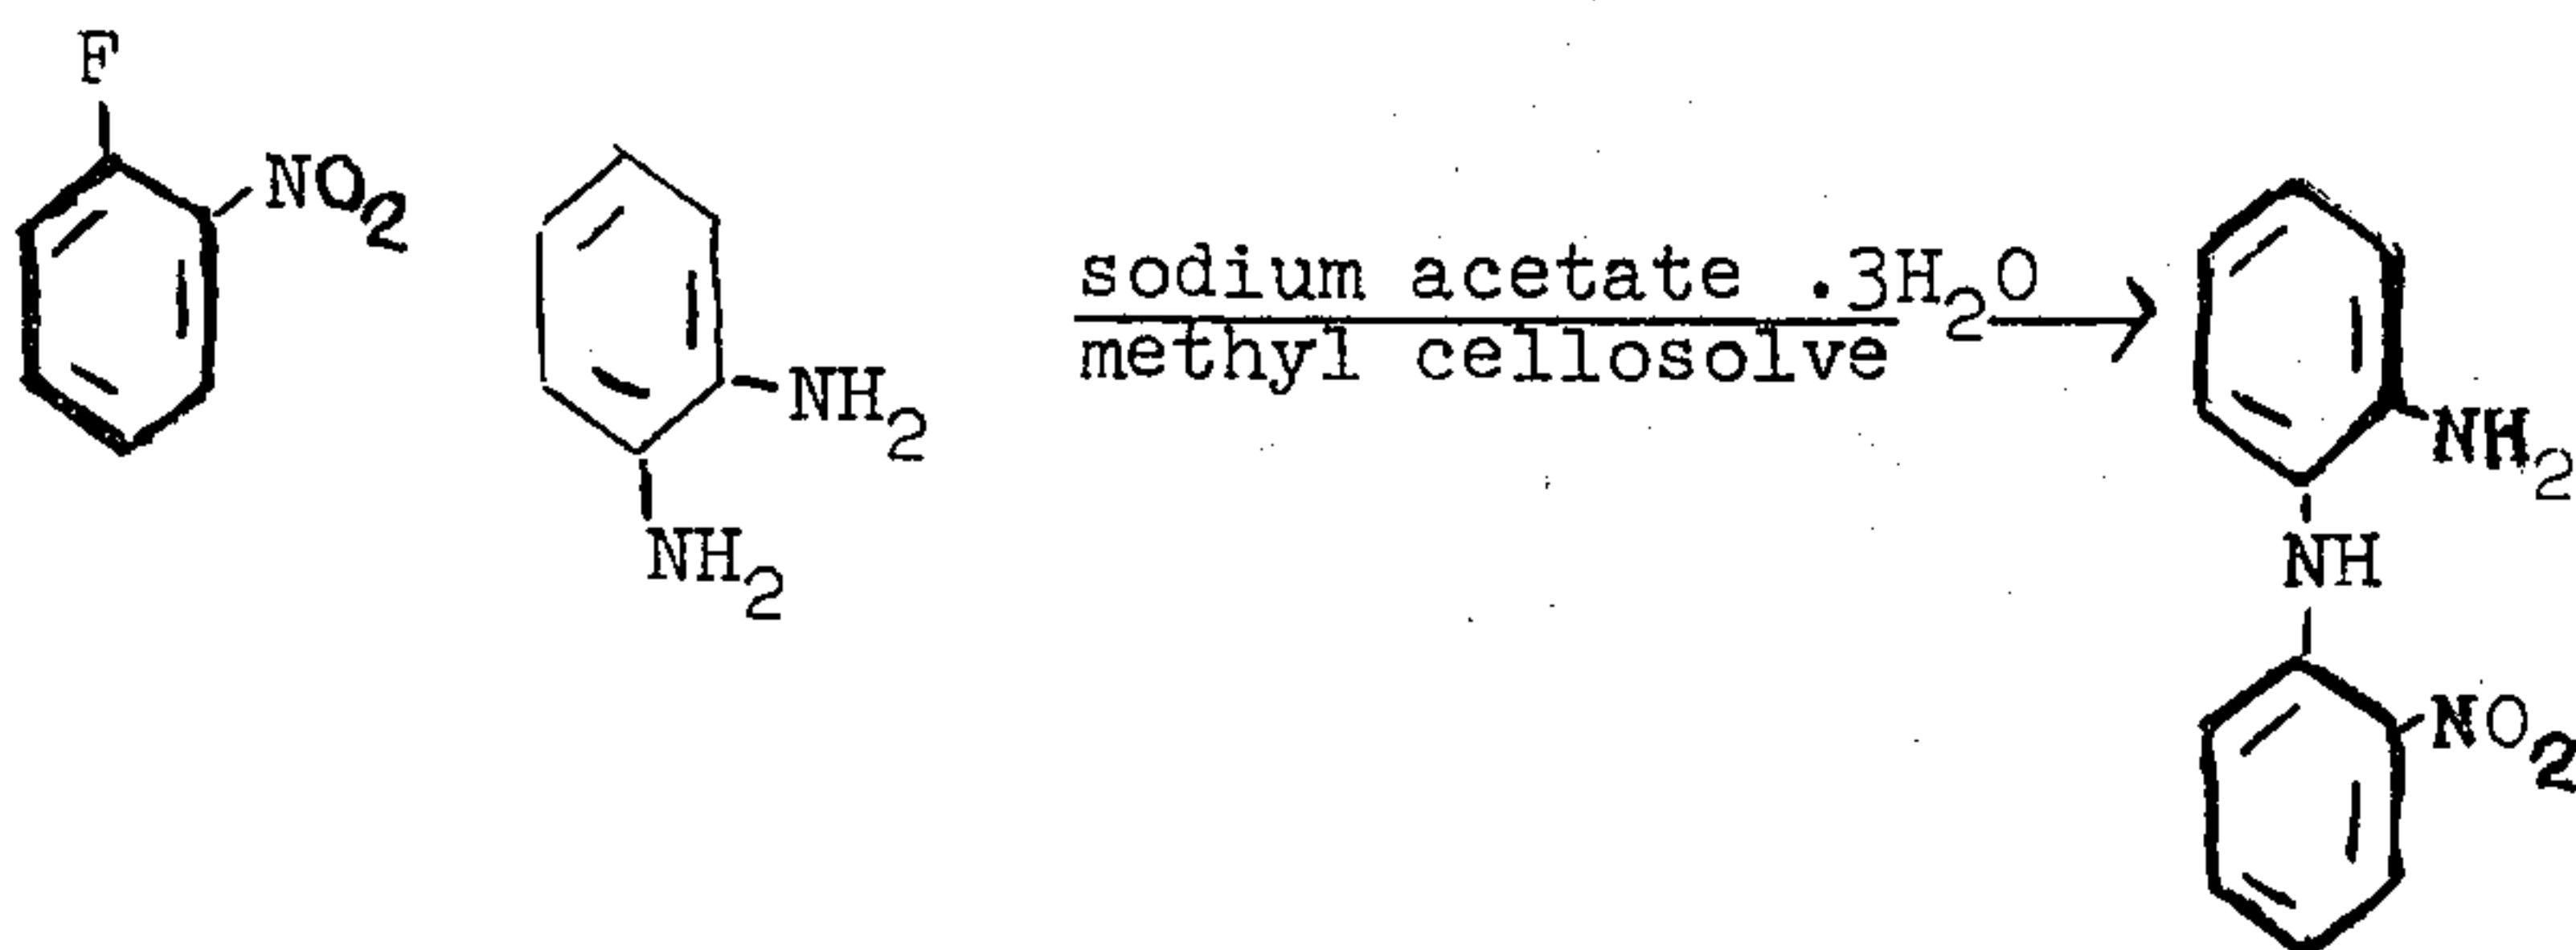 F
NO2
NH2
NH2
sodium acetate .3H2O
methyl cellosolve
NH2
NH
NO2